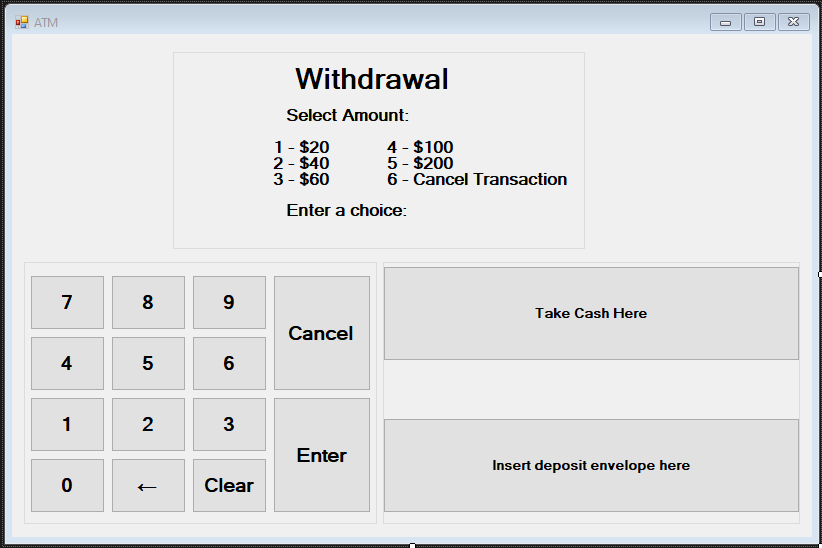 ATM
Withdrawal
Select Amount:
1 - $20 4 - $100
2 - $40 5 - $200
3 - $60 6 - Cancel Transaction
Enter a choice:
7 8 9
Cancel
4 5 6
1 2 3
Enter
0 ← Clear
Take Cash Here
Insert deposit envelope here